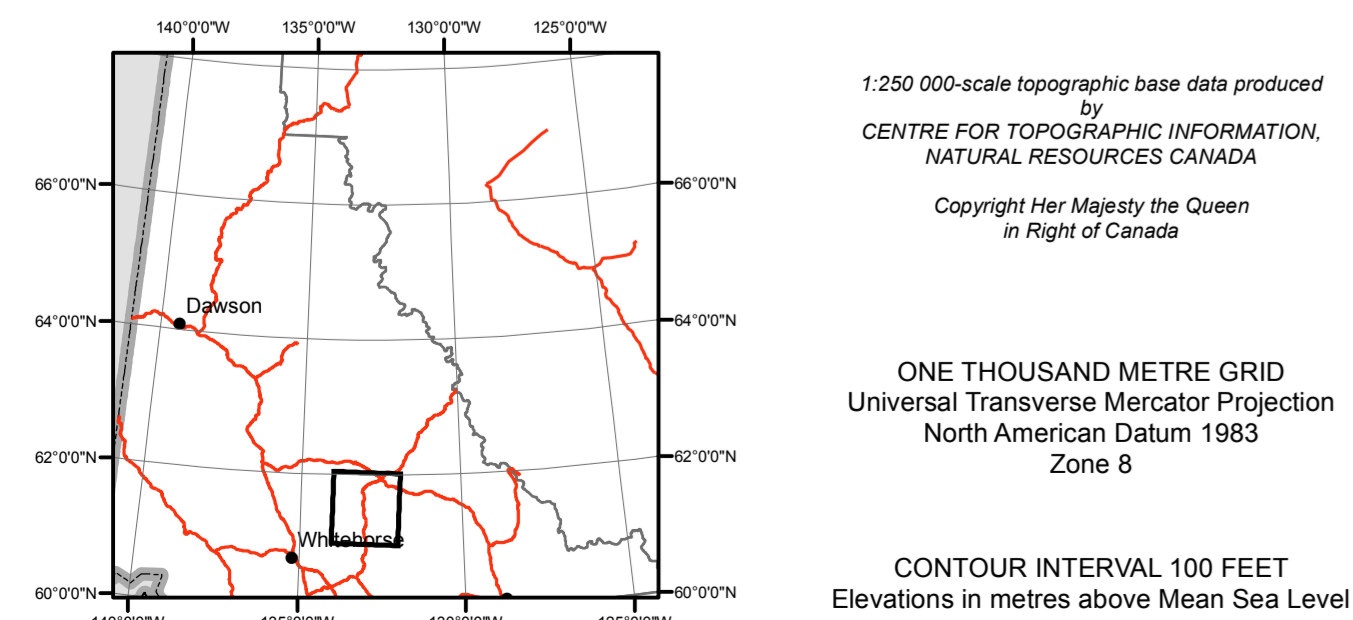 140°0'0"W 135°0'0"W 130°0'0"W 125°0'0"W
66°0'0"N 66°0'0"N
Dawson
64°0'0"N 64°0'0"N
62°0'0"N 62°0'0"N
Whitehorse
60°0'0"N 60°0'0"N
1:250 000-scale topographic base data produced
by
CENTRE FOR TOPOGRAPHIC INFORMATION,
NATURAL RESOURCES CANADA
Copyright Her Majesty the Queen
in Right of Canada
ONE THOUSAND METRE GRID
Universal Transverse Mercator Projection
North American Datum 1983
Zone 8
CONTOUR INTERVAL 100 FEET
Elevations in metres above Mean Sea Level